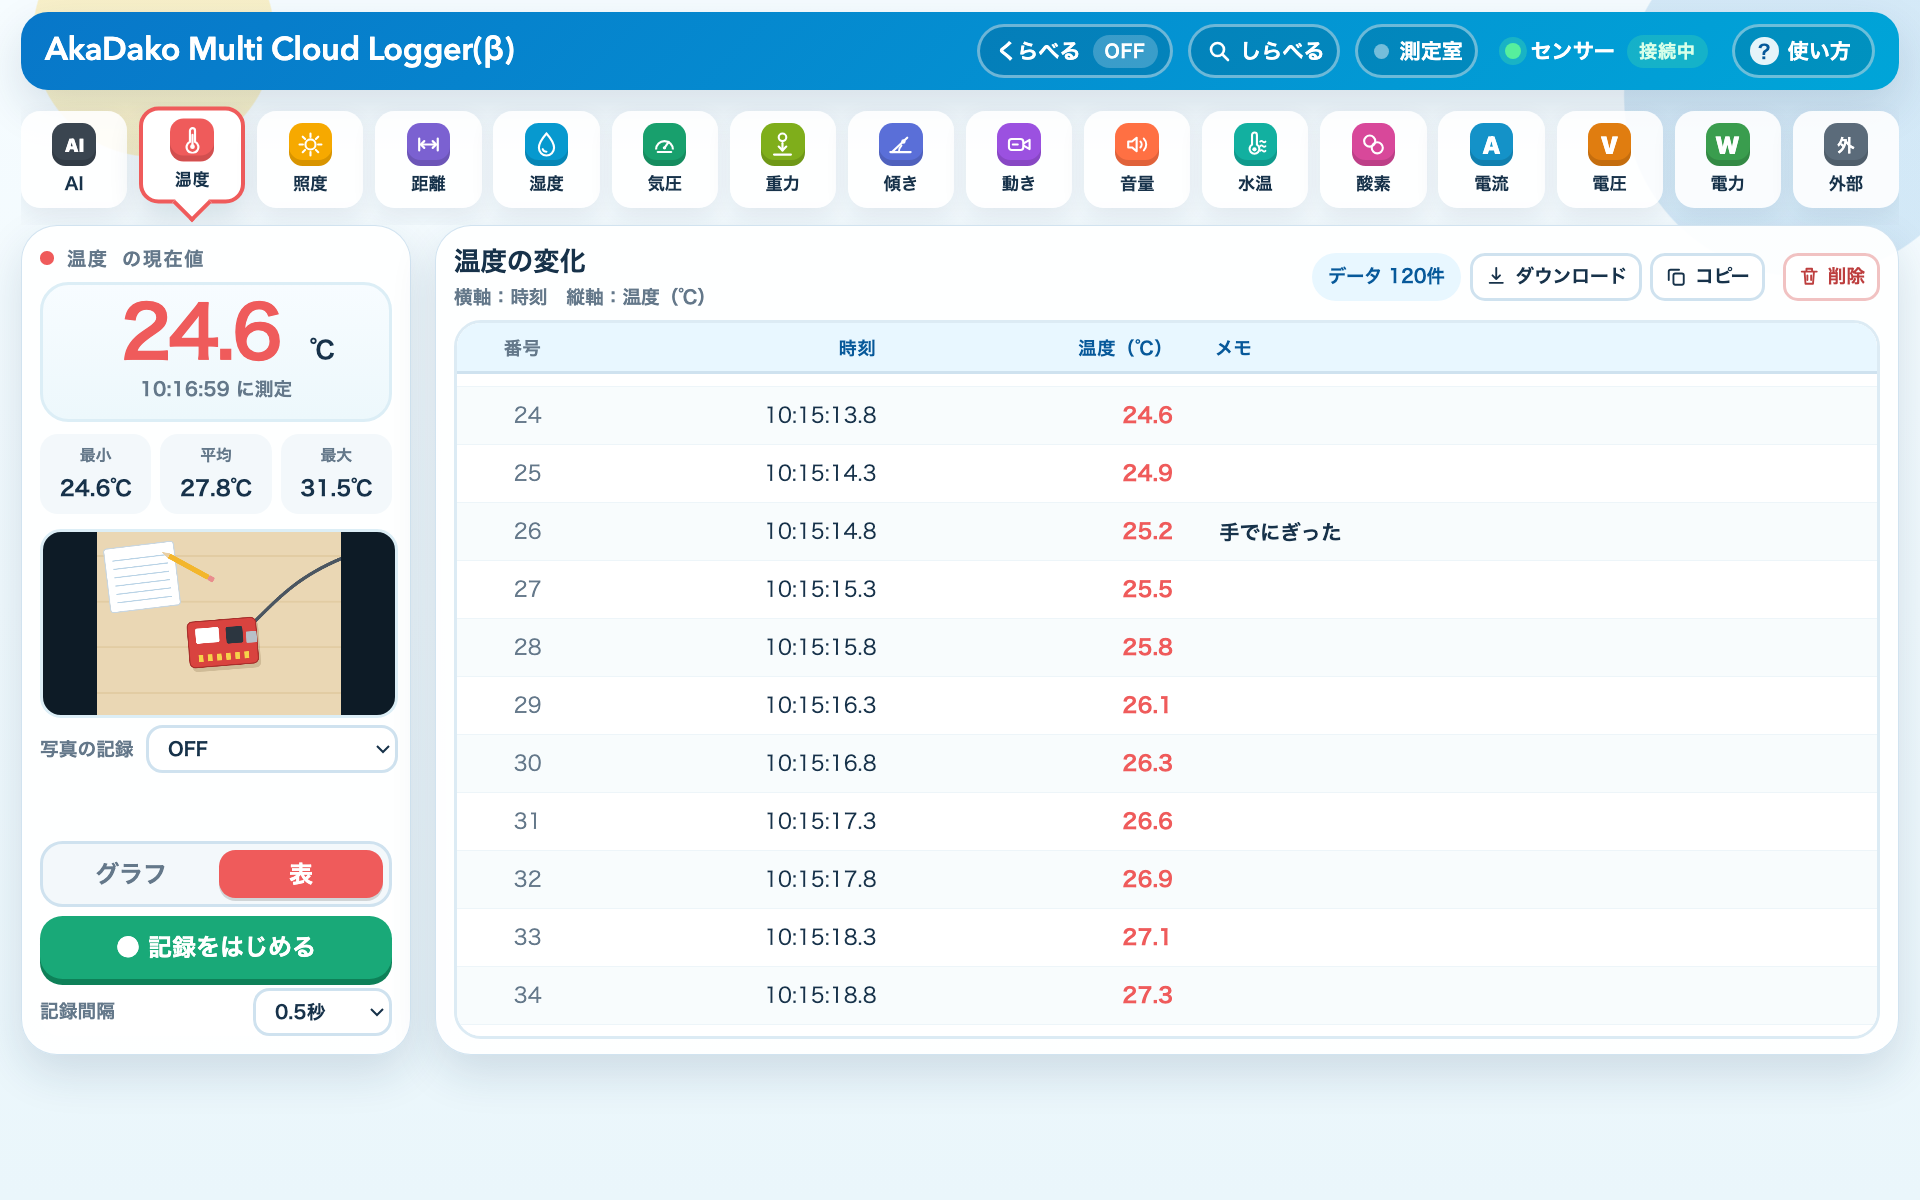 AkaDako Multi Cloud Logger(β)
くらべる OFF
しらべる
測定室
センサー 接続中
? 使い方
AI
AI
温度
照度
距離
湿度
気圧
重力
傾き
動き
音量
水温
酸素
A
電流
V
電圧
W
電力
外
外部
温度 の現在値
24.6 ℃
10:16:59 に測定
最小
24.6℃
平均
27.8℃
最大
31.5℃
写真の記録 OFF
グラフ 表
記録をはじめる
記録間隔 0.5秒
温度の変化
横軸：時刻 縦軸：温度（℃）
データ 120件
ダウンロード
コピー
削除
番号 時刻 温度（℃） メモ
24 10:15:13.8 24.6
25 10:15:14.3 24.9
26 10:15:14.8 25.2 手でにぎった
27 10:15:15.3 25.5
28 10:15:15.8 25.8
29 10:15:16.3 26.1
30 10:15:16.8 26.3
31 10:15:17.3 26.6
32 10:15:17.8 26.9
33 10:15:18.3 27.1
34 10:15:18.8 27.3